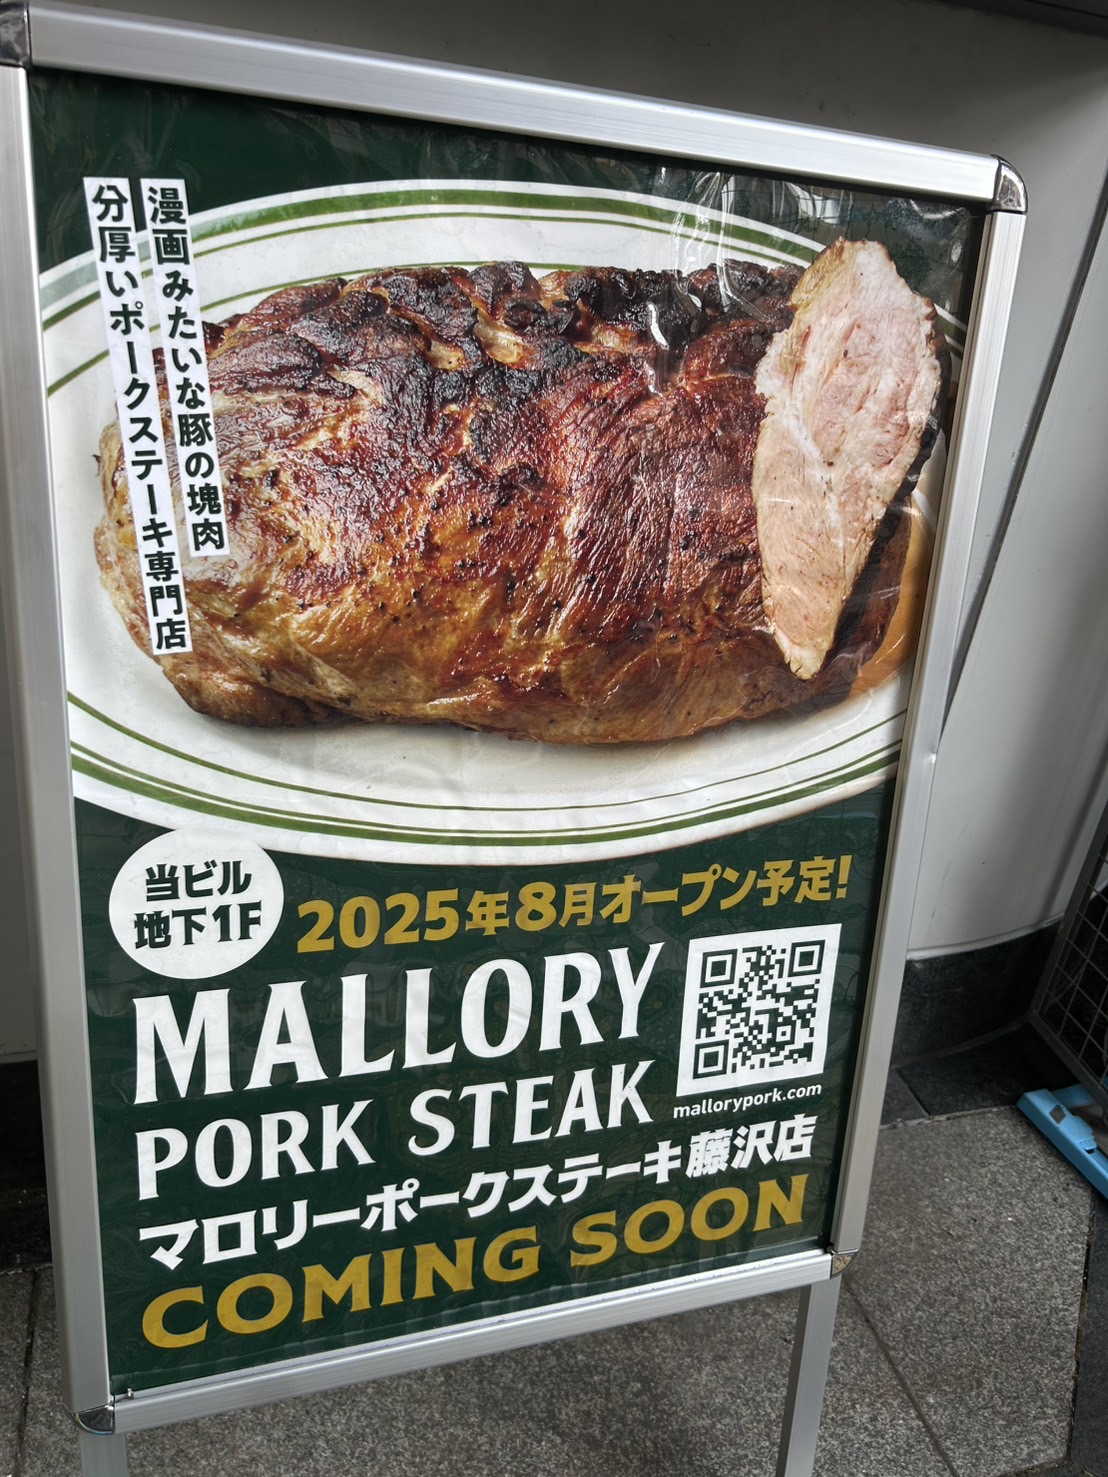 漫画みたいな豚の塊肉
分厚いポークステーキ専門店
当ビル
地下1F
2025年8月オープン予定!
MALLORY
PORK STEAK
mallorypork.com
マロリーポークステーキ藤沢店
COMING SOON